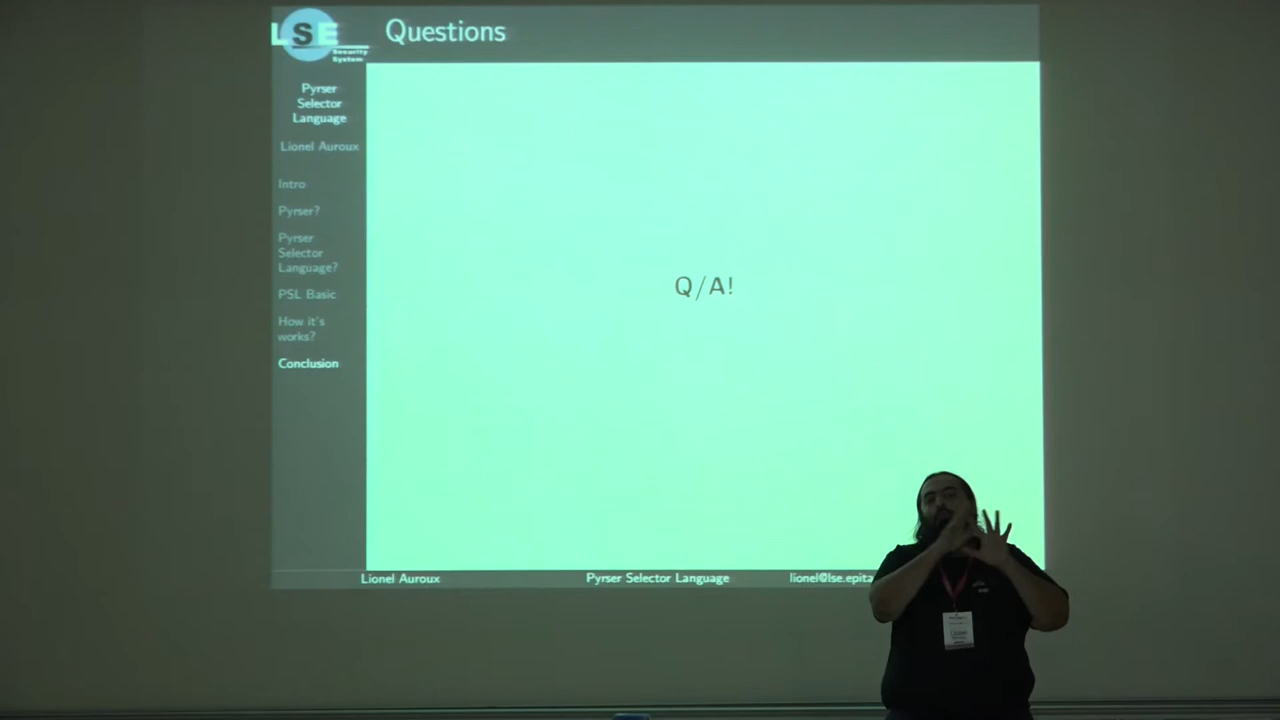 LSE
Security
System
Questions
Pyrser
Selector
Language
Lionel Auroux
Intro
Pyrser?
Pyrser
Selector
Language?
PSL Basic
How it's
works?
Conclusion
Q/A!
Lionel Auroux
Pyrser Selector Language
lionel@lse.epita